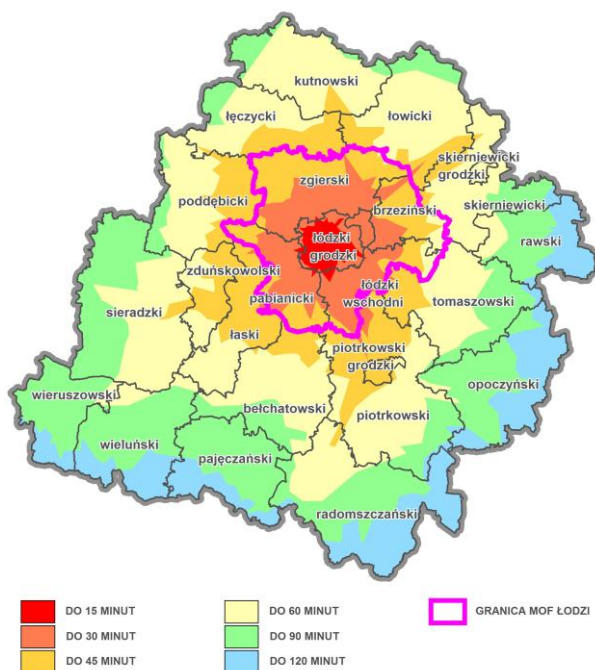 kutnowski
łęczycki
łowicki
skierniewicki
grodzki
zgierski
poddębicki
brzeziński
skierniewicki
rawski
łódzki
grodzki
zduńskowolski
łódzki
wschodni
pabianicki
tomaszowski
sieradzki
łaski
piotrkowski
grodzki
opoczyński
wieruszowski
bełchatowski
piotrkowski
wieluński
pajęczański
radomszczański
DO 15 MINUT
DO 60 MINUT
GRANICA MOF ŁODZI
DO 30 MINUT
DO 90 MINUT
DO 45 MINUT
DO 120 MINUT